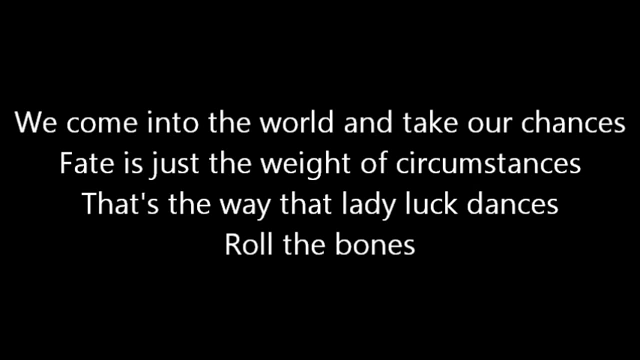 We come into the world and take our chances
Fate is just the weight of circumstances
That's the way that lady luck dances
Roll the bones